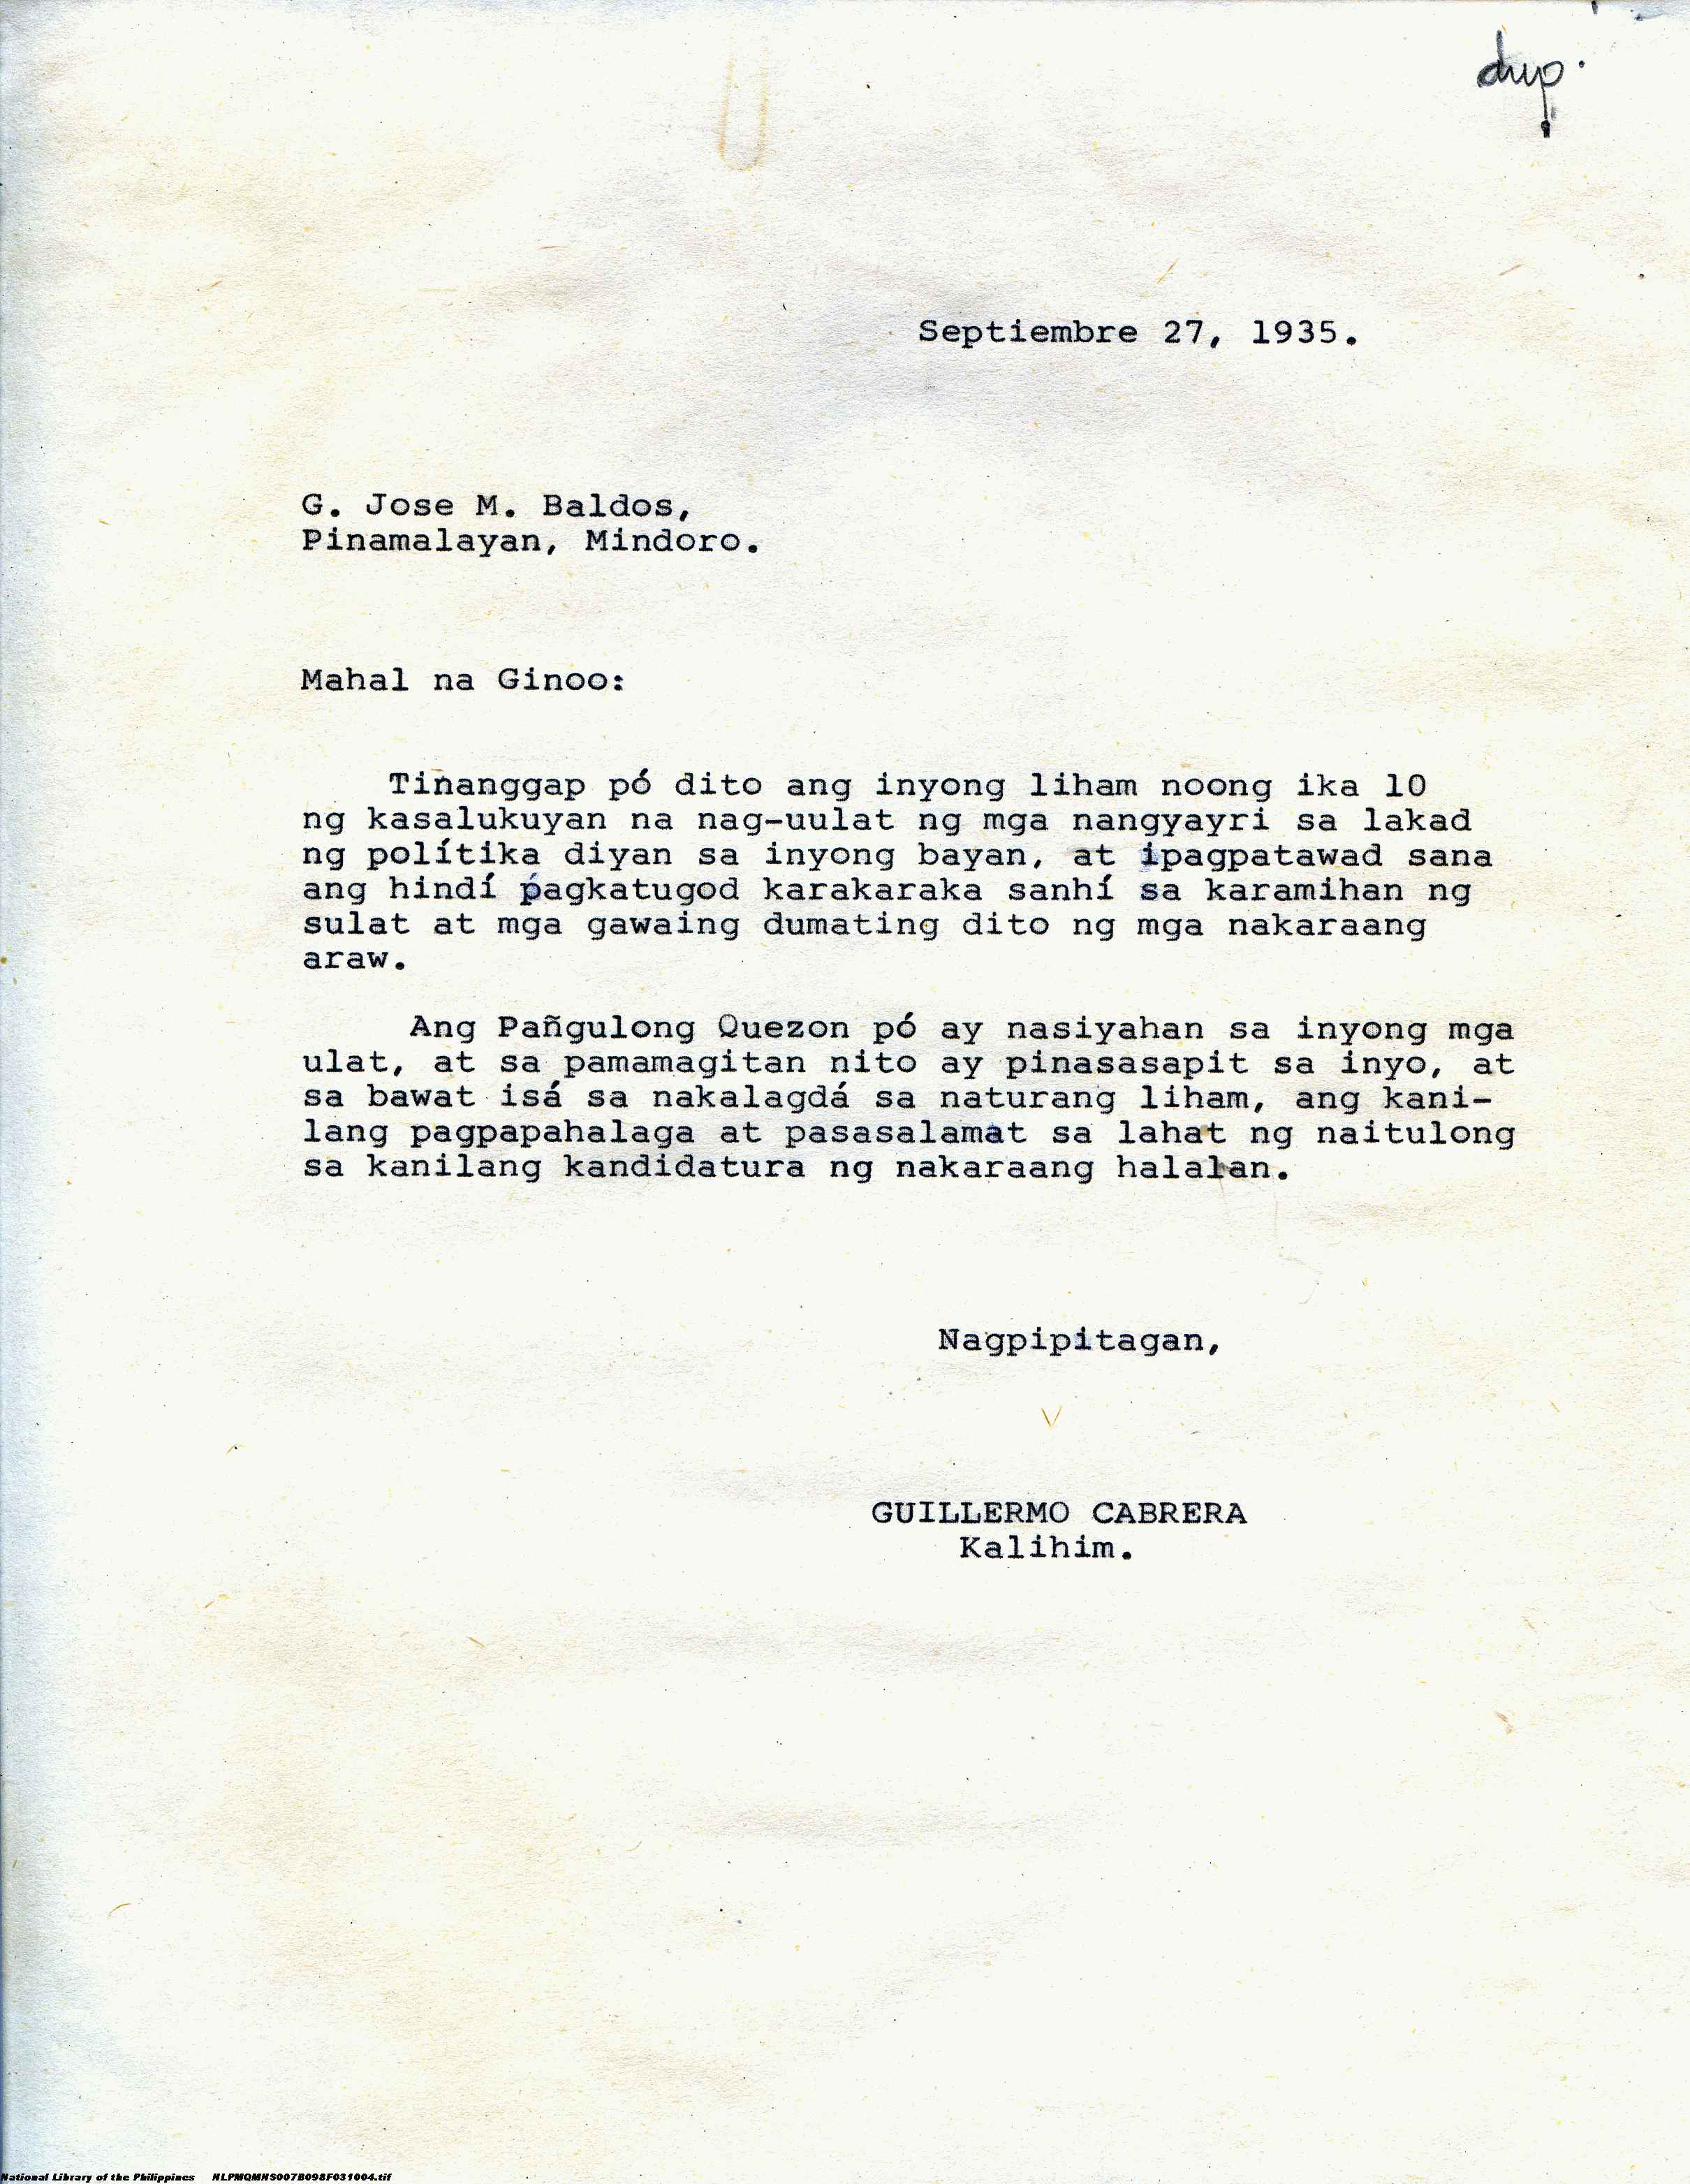 dup.
Septiembre 27, 1935.
G. Jose M. Baldos,
Pinamalayan, Mindoro.
Mahal na Ginoo:
Tinanggap pó dito ang inyong liham noong ika 10
ng kasalukuyan na nag-uulat ng mga nangyayri sa lakad
ng polítika diyan sa inyong bayan, at ipagpatawad sana
ang hindí pagkatugod karakaraka sanhí sa karamihan ng
sulat at mga gawaing dumating dito ng mga nakaraang
araw.
Ang Pañgulong Quezon pó ay nasiyahan sa inyong mga
ulat, at sa pamamagitan nito ay pinasasapit sa inyo, at
sa bawat isá sa nakalagdá sa naturang liham, ang kani-
lang pagpapahalaga at pasasalamat sa lahat ng naitulong
sa kanilang kandidatura ng nakaraang halalan.
Nagpipitagan,
GUILLERMO CABRERA
Kalihim.
National Library of the Philippines NLPMQMNS007B098F031004.tif